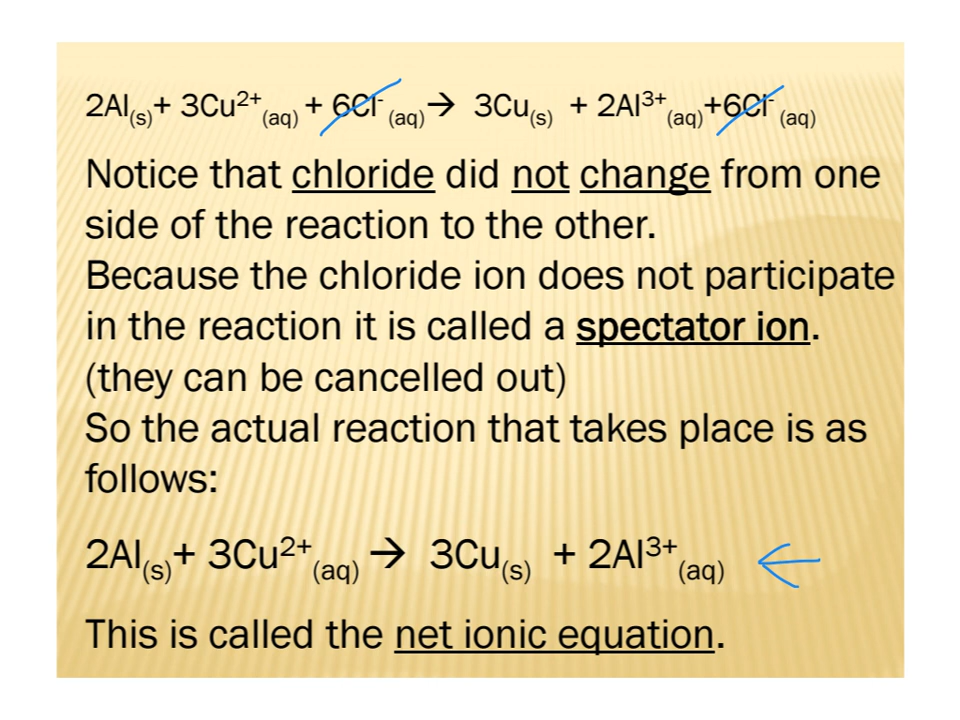 2Al(s)+ 3Cu²⁺(aq) + 6Cl⁻(aq)→ 3Cu(s) + 2Al³⁺(aq)+6Cl⁻(aq)
Notice that chloride did not change from one
side of the reaction to the other.
Because the chloride ion does not participate
in the reaction it is called a spectator ion.
(they can be cancelled out)
So the actual reaction that takes place is as
follows:
2Al(s)+ 3Cu²⁺(aq) → 3Cu(s) + 2Al³⁺(aq)
This is called the net ionic equation.